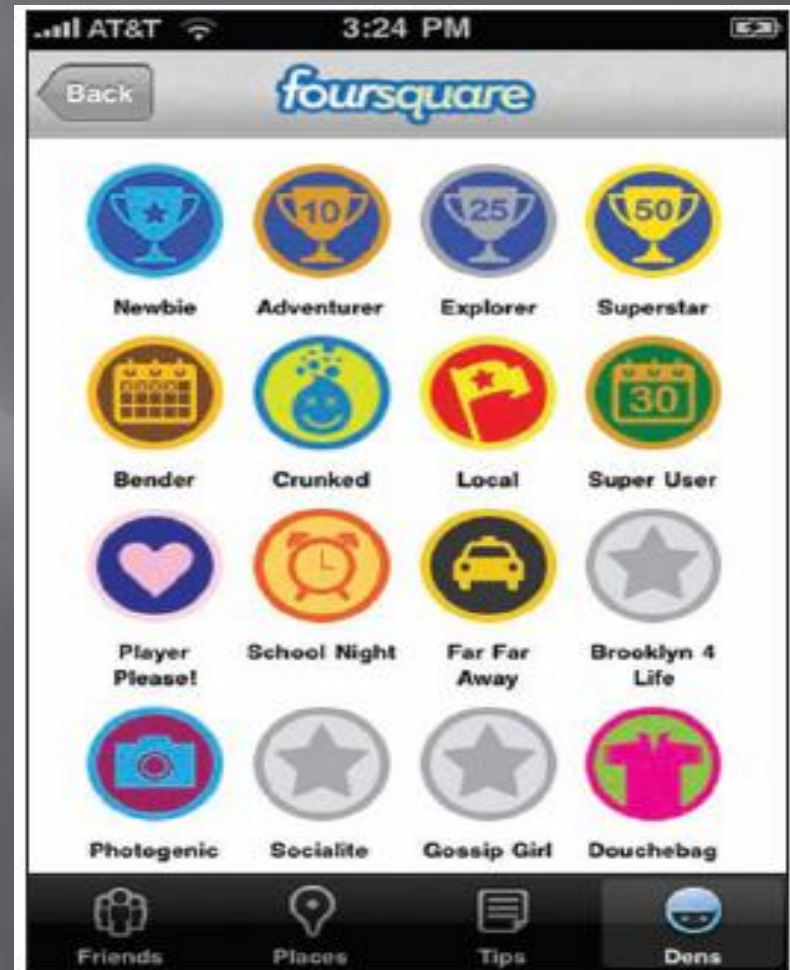 AT&T 3:24 PM
Back foursquare
10 25 50
Newbie Adventurer Explorer Superstar
30
Bender Crunked Local Super User
Player Please! School Night Far Far Away Brooklyn 4 Life
Photogenic Socialite Gossip Girl Douchebag
Friends Places Tips Dens